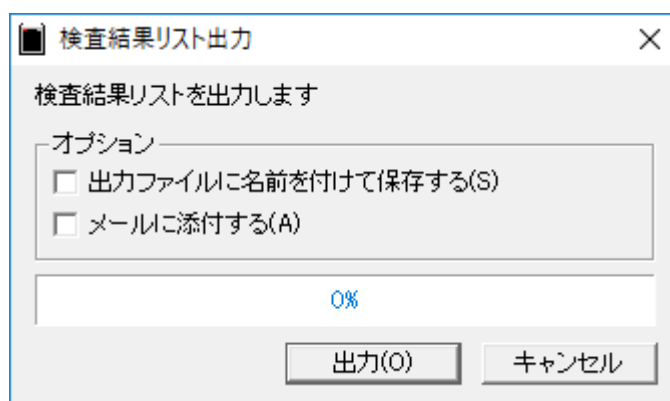 検査結果リスト出力
検査結果リストを出力します
オプション
出力ファイルに名前を付けて保存する(S)
メールに添付する(A)
0%
出力(O)
キャンセル